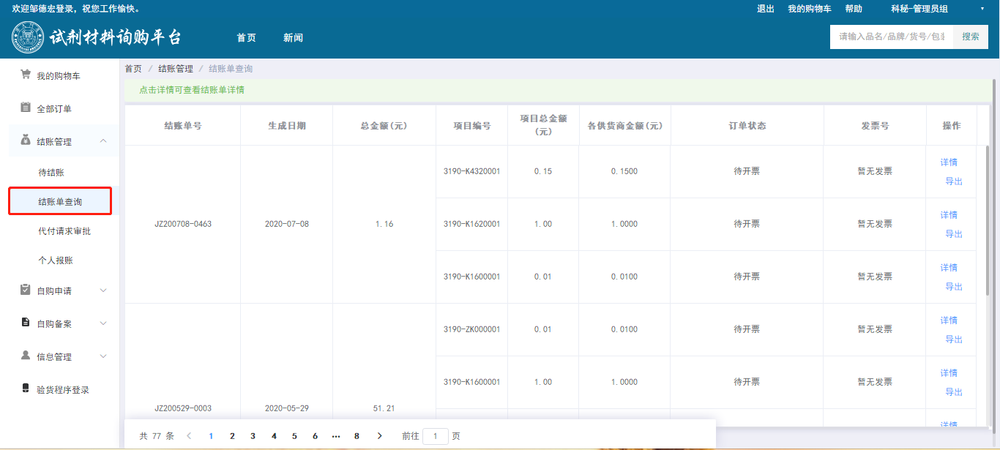 欢迎邹德宏登录，祝您工作愉快。 退出 我的购物车 帮助 科秘-管理员组
试剂材料询购平台 首页 新闻 请输入品名/品牌/货号/包装 搜索
首页 / 结账管理 / 结账单查询
点击详情可查看结账单详情
我的购物车
全部订单
结账管理
待结账
结账单查询
代付请求审批
个人报账
自购申请
自购备案
信息管理
验货程序登录
结账单号 生成日期 总金额(元) 项目编号 项目总金额(元) 各供货商金额(元) 订单状态 发票号 操作
3190-K4320001 0.15 0.1500 待开票 暂无发票 详情 导出
JZ200708-0463 2020-07-08 1.16 3190-K1620001 1.00 1.0000 待开票 暂无发票 详情 导出
3190-K1600001 0.01 0.0100 待开票 暂无发票 详情 导出
3190-ZK000001 0.01 0.0100 待开票 暂无发票 详情 导出
3190-K1600001 1.00 1.0000 待开票 暂无发票 详情 导出
JZ200529-0003 2020-05-29 51.21
详情
共 77 条 1 2 3 4 5 6 ... 8 前往 1 页